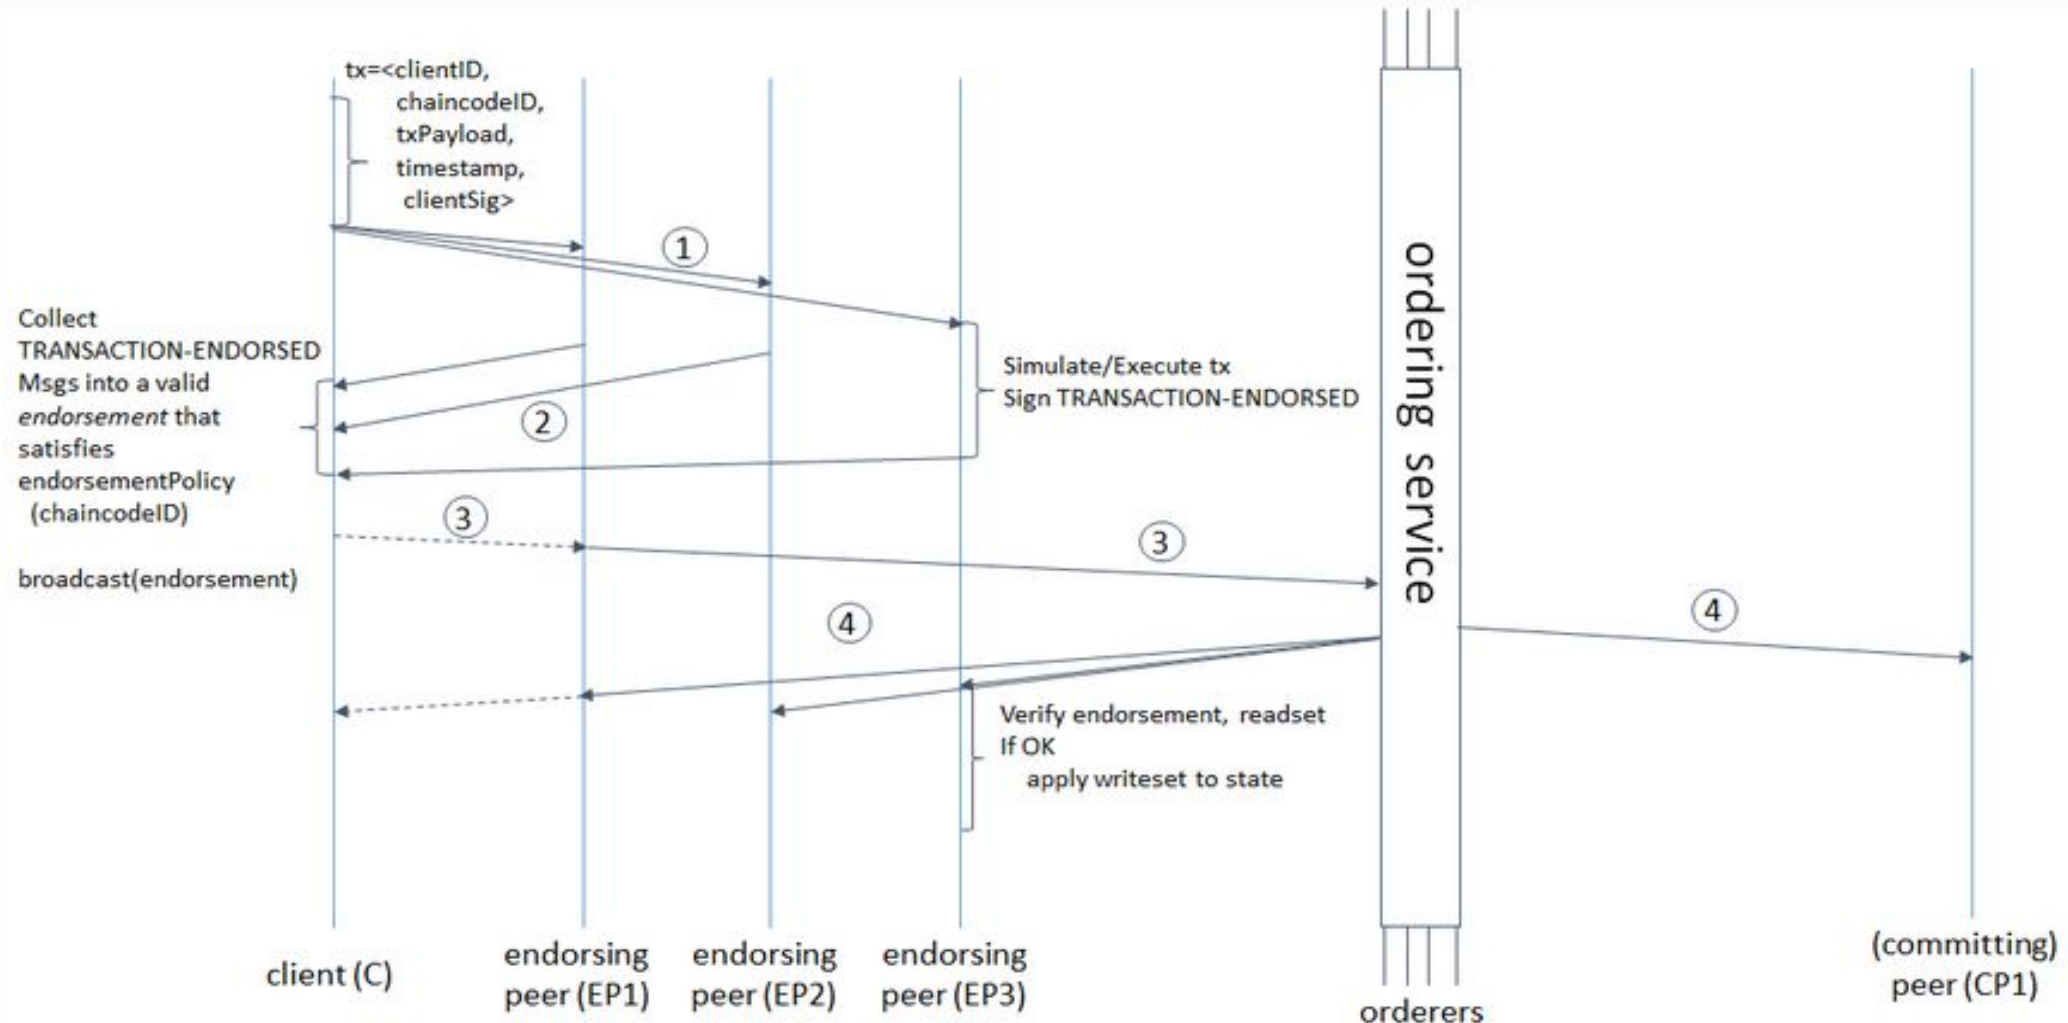 tx=<clientID,
chaincodeID,
txPayload,
timestamp,
clientSig>
1
Collect
TRANSACTION-ENDORSED
Msgs into a valid
endorsement that
satisfies
endorsementPolicy
(chaincodeID)
2
Simulate/Execute tx
Sign TRANSACTION-ENDORSED
ordering service
3
3
broadcast(endorsement)
4
4
Verify endorsement, readset
If OK
apply writeset to state
client (C)
endorsing
peer (EP1)
endorsing
peer (EP2)
endorsing
peer (EP3)
orderers
(committing)
peer (CP1)